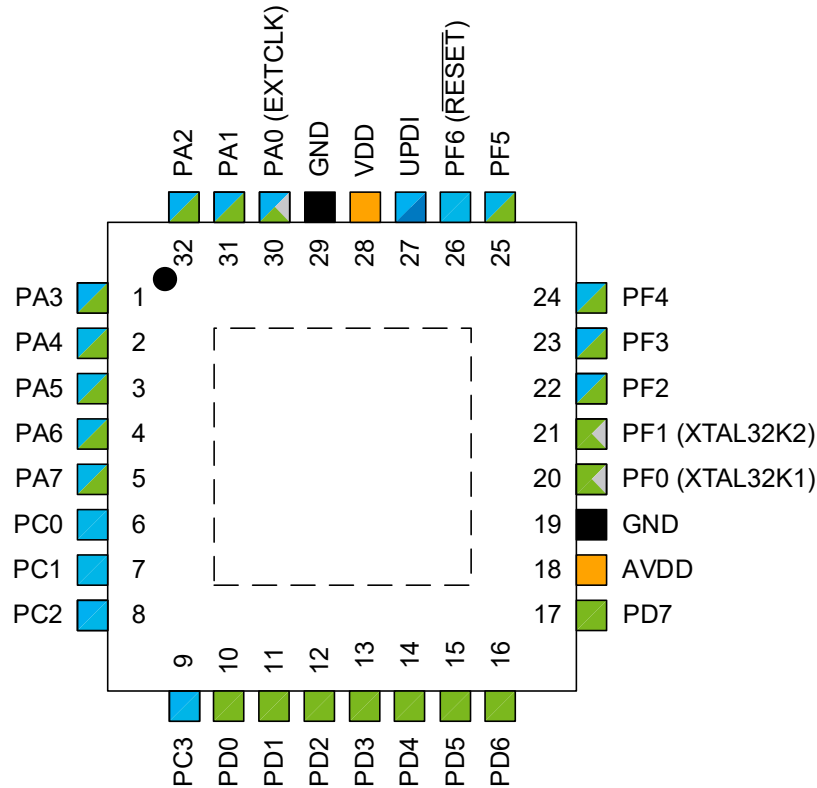 PA2
PA1
PA0 (EXTCLK)
GND
VDD
UPDI
PF6 (RESET)
PF5
32
31
30
29
28
27
26
25
PA3 1
PA4 2
PA5 3
PA6 4
PA7 5
PC0 6
PC1 7
PC2 8
24 PF4
23 PF3
22 PF2
21 PF1 (XTAL32K2)
20 PF0 (XTAL32K1)
19 GND
18 AVDD
17 PD7
9
10
11
12
13
14
15
16
PC3
PD0
PD1
PD2
PD3
PD4
PD5
PD6